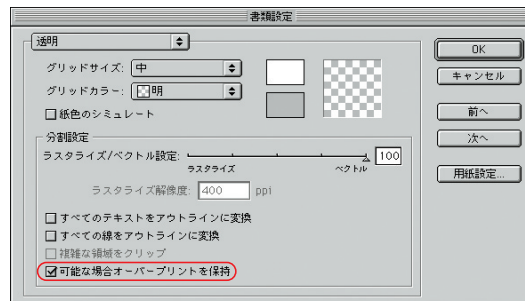 書類設定
透明
グリッドサイズ: 中
グリッドカラー: 明
紙色のシミュレート
分割設定
ラスタライズ/ベクトル設定: 100
ラスタライズ ベクトル
ラスタライズ解像度: 400 ppi
すべてのテキストをアウトラインに変換
すべての線をアウトラインに変換
複雑な領域をクリップ
可能な場合オーバープリントを保持
OK
キャンセル
前へ
次へ
用紙設定...